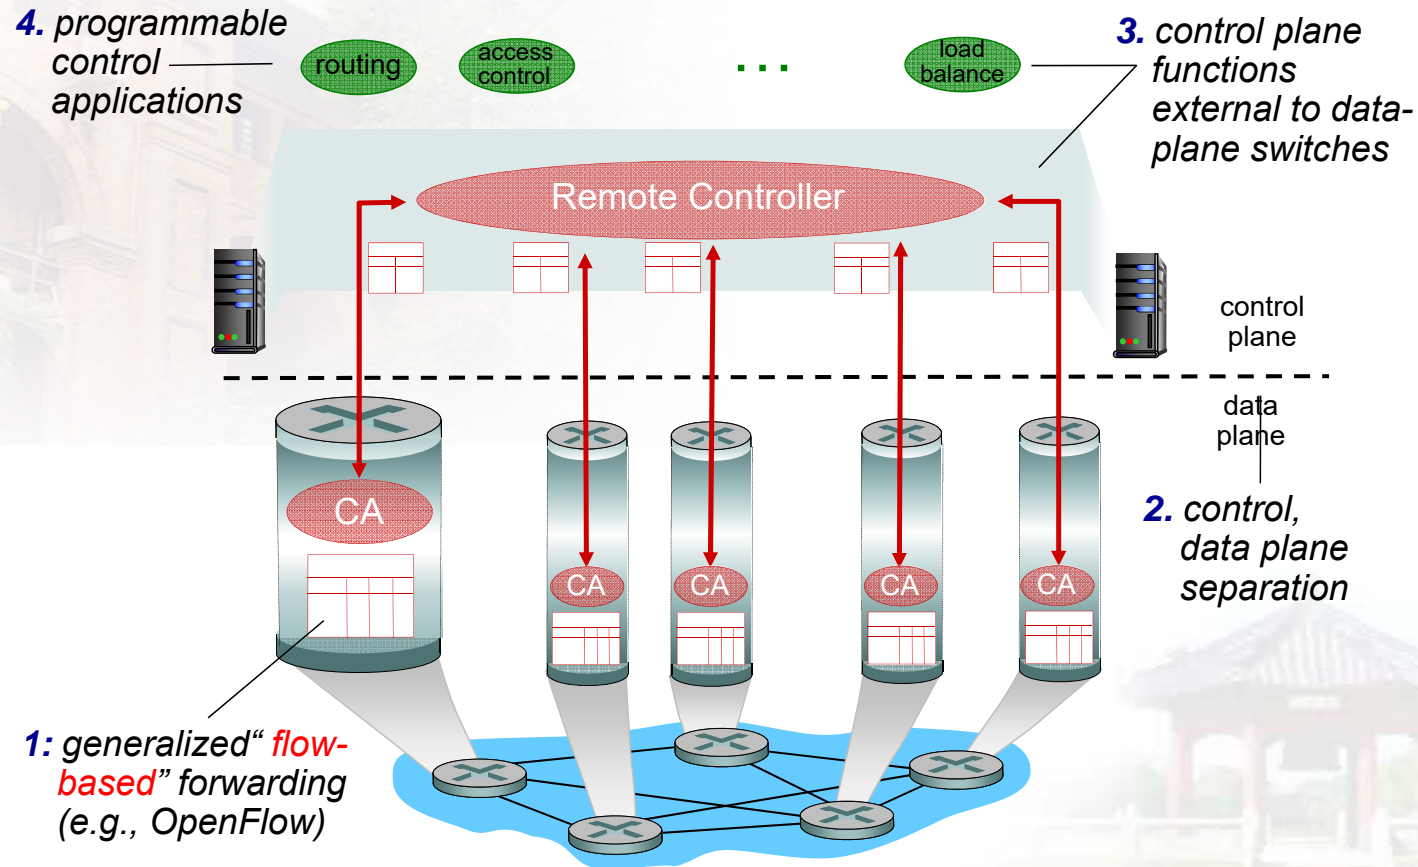 4. programmable
control
applications
routing
access
control
...
load
balance
3. control plane
functions
external to data-
plane switches
Remote Controller
control
plane
data
plane
CA
CA
CA
CA
CA
2. control,
data plane
separation
1: generalized“ flow-
based” forwarding
(e.g., OpenFlow)